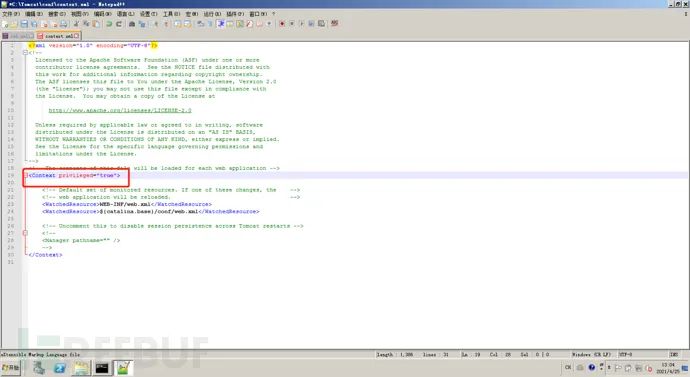 *C:\Tomcat\conf\context.xml - Notepad++
文件(F) 编辑(E) 搜索(S) 视图(V) 编码(N) 语言(L) 设置(T) 工具(O) 宏(M) 运行(R) 插件(P) 窗口(W) ?
web.xml context.xml
1 <?xml version="1.0" encoding="UTF-8"?>
2 <!--
3 Licensed to the Apache Software Foundation (ASF) under one or more
4 contributor license agreements. See the NOTICE file distributed with
5 this work for additional information regarding copyright ownership.
6 The ASF licenses this file to You under the Apache License, Version 2.0
7 (the "License"); you may not use this file except in compliance with
8 the License. You may obtain a copy of the License at
9
10 http://www.apache.org/licenses/LICENSE-2.0
11
12 Unless required by applicable law or agreed to in writing, software
13 distributed under the License is distributed on an "AS IS" BASIS,
14 WITHOUT WARRANTIES OR CONDITIONS OF ANY KIND, either express or implied.
15 See the License for the specific language governing permissions and
16 limitations under the License.
17 -->
18 <!-- The contents of this file will be loaded for each web application -->
19 <Context privileged="true">
20
21 <!-- Default set of monitored resources. If one of these changes, the -->
22 <!-- web application will be reloaded. -->
23 <WatchedResource>WEB-INF/web.xml</WatchedResource>
24 <WatchedResource>${catalina.base}/conf/web.xml</WatchedResource>
25
26 <!-- Uncomment this to disable session persistence across Tomcat restarts -->
27 <!--
28 <Manager pathname="" />
29 -->
30 </Context>
31
REEBUF
eXtensible Markup Language file length : 1,386 lines : 31 Ln : 19 Col : 28 Sel : 0 | 0 Windows (CR LF) UTF-8 INS
开始 CH 13:04
2021/4/25